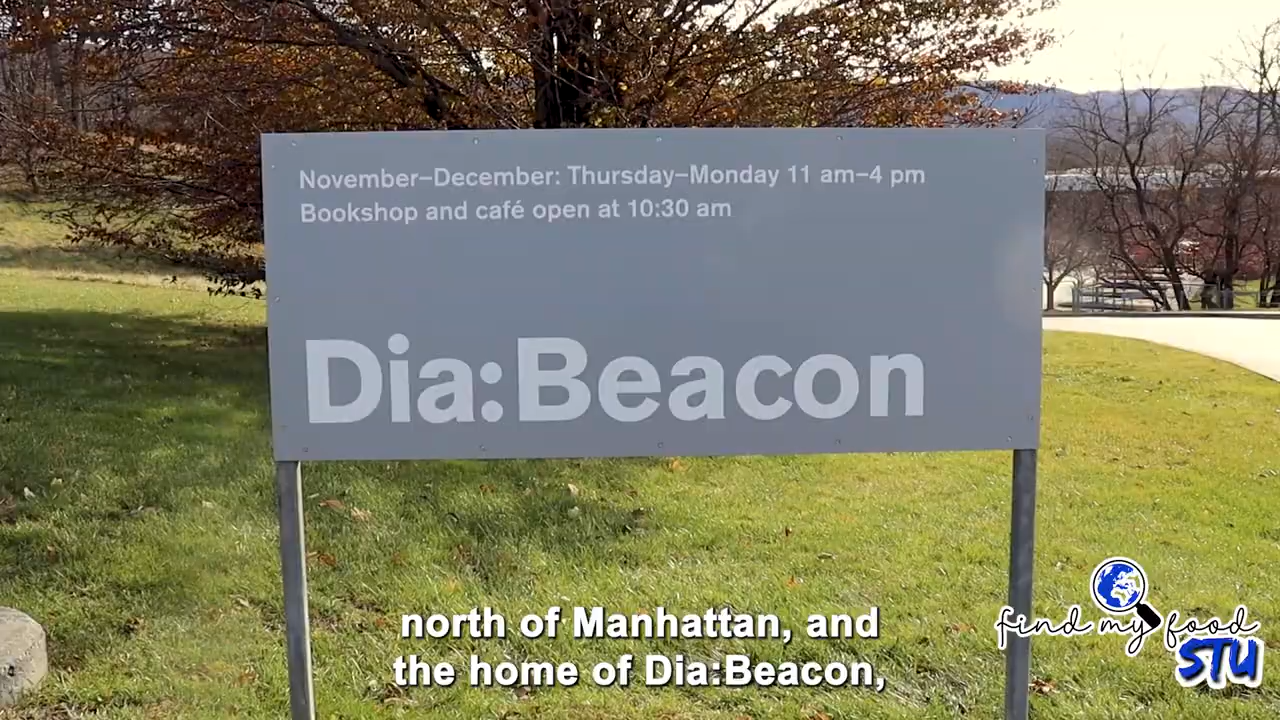 November–December: Thursday–Monday 11 am–4 pm
Bookshop and café open at 10:30 am
Dia:Beacon
north of Manhattan, and
the home of Dia:Beacon,
find my food
STU